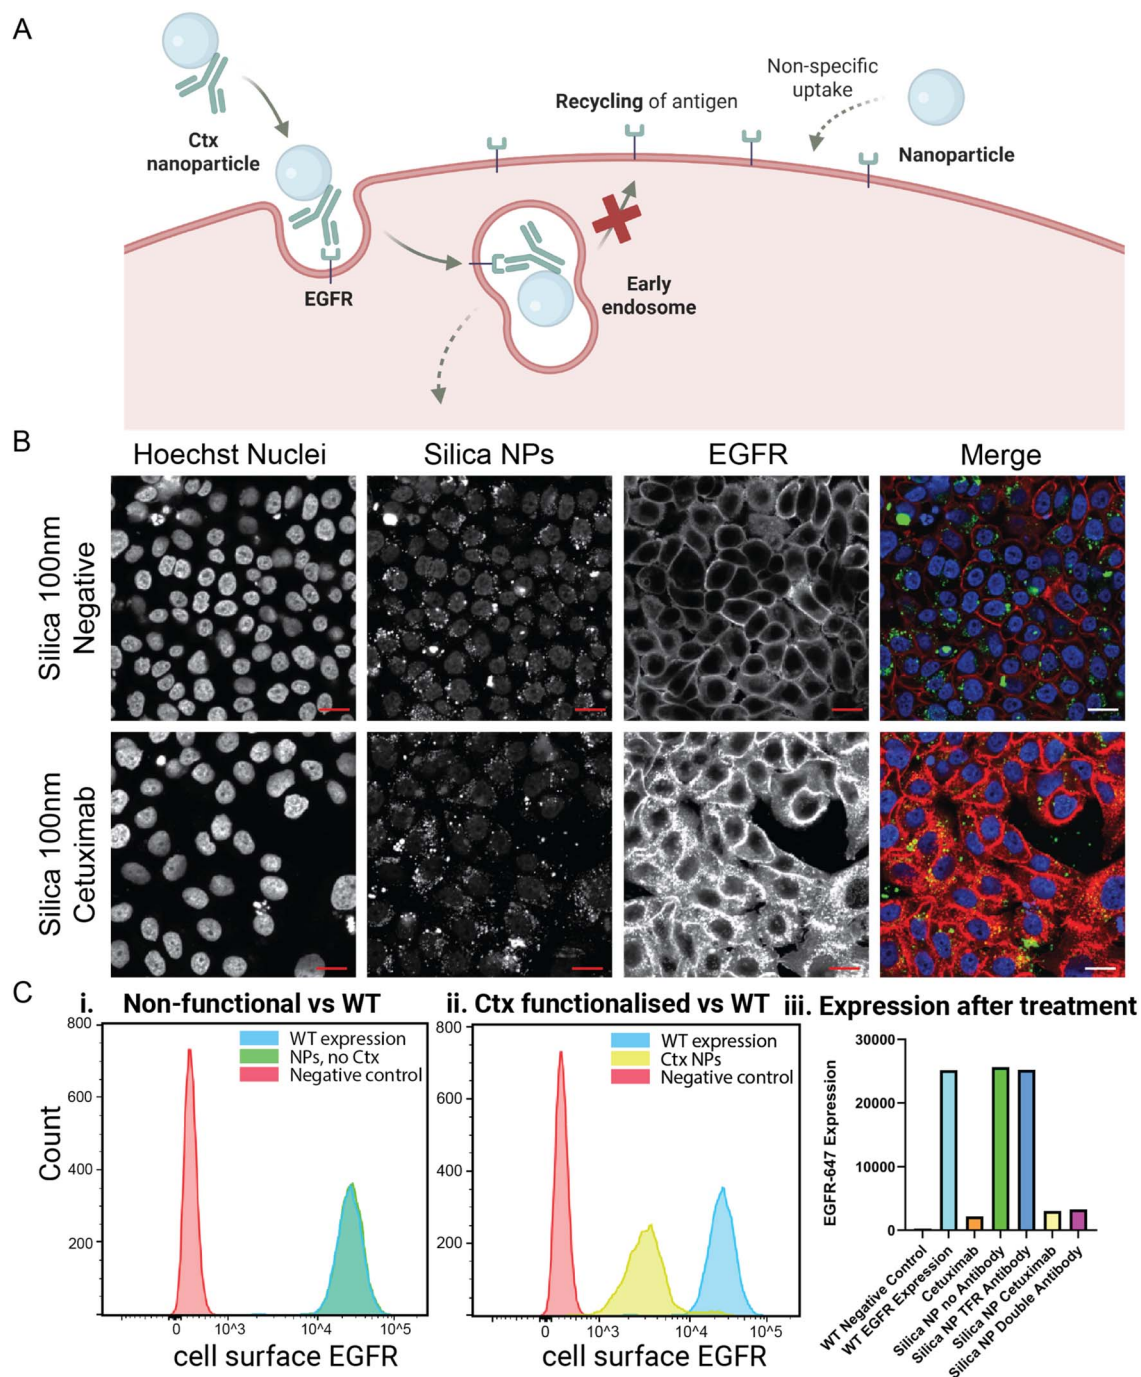 A
Non-specific
uptake
Recycling of antigen
Ctx
nanoparticle
Nanoparticle
EGFR
Early
endosome
B
Hoechst Nuclei
Silica NPs
EGFR
Merge
Silica 100nm
Negative
Silica 100nm
Cetuximab
C
i. Non-functional vs WT
800
600
400
200
Count
WT expression
NPs, no Ctx
Negative control
0 10^3 10^4 10^5
cell surface EGFR
ii. Ctx functionalised vs WT
800
600
400
200
WT expression
Ctx NPs
Negative control
0 10^3 10^4 10^5
cell surface EGFR
iii. Expression after treatment
30000
20000
10000
0
EGFR-647 Expression
WT Negative Control
WT EGFR Expression
Cetuximab
Silica NP no Antibody
Silica NP TFR Antibody
Silica NP Cetuximab
Silica NP Double Antibody